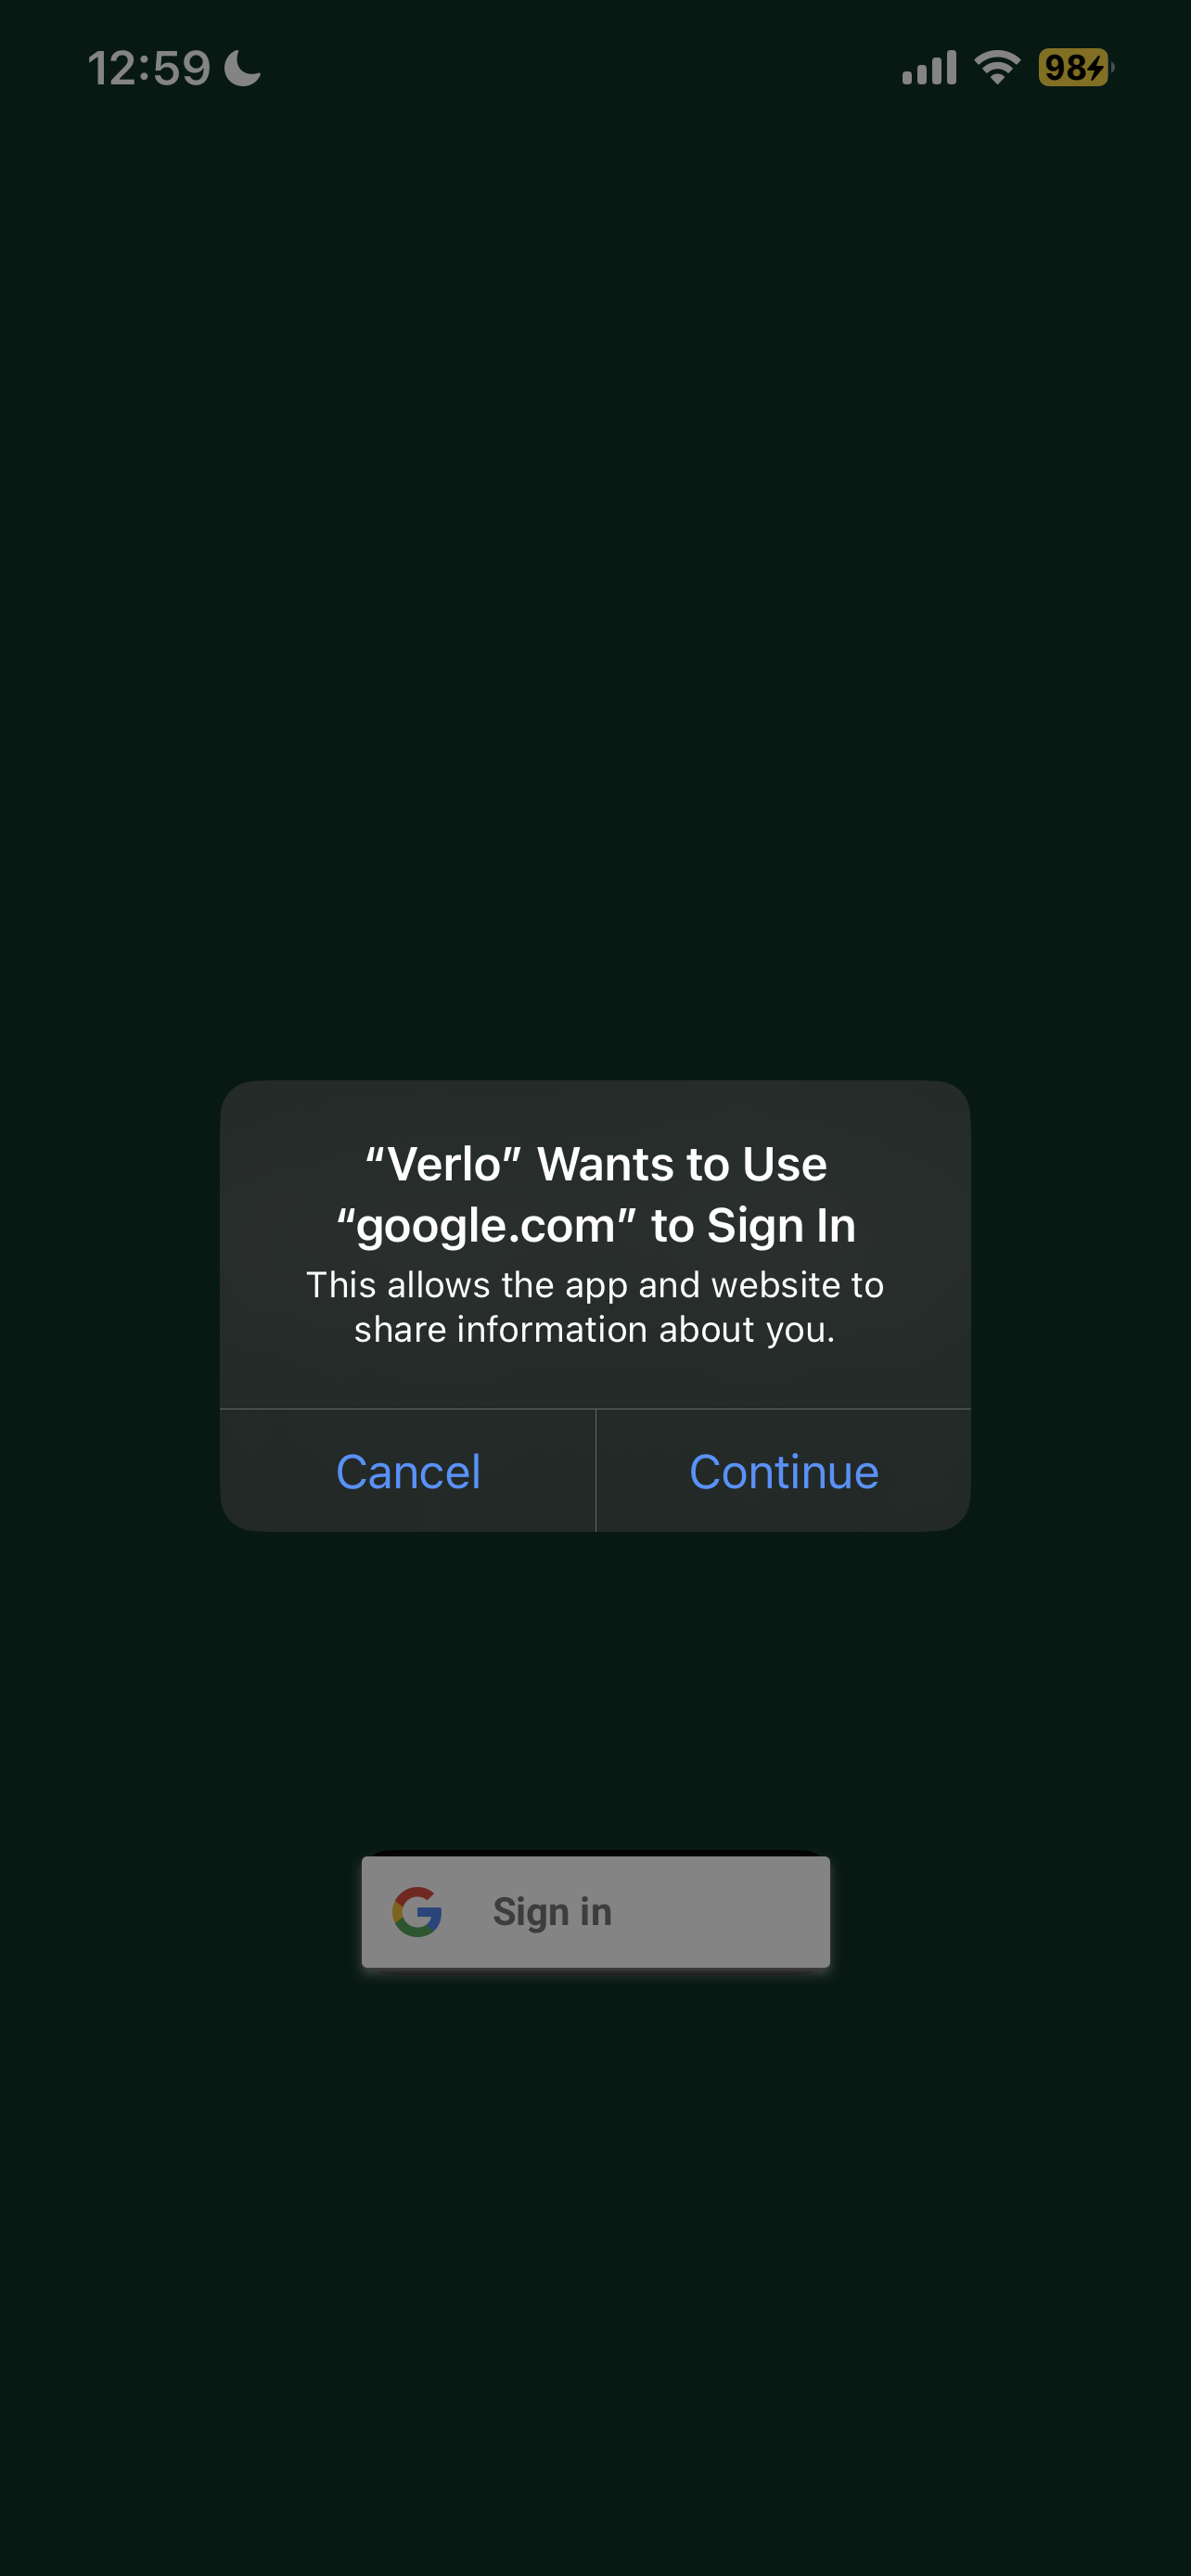 12:59
98
“Verlo” Wants to Use
“google.com” to Sign In
This allows the app and website to
share information about you.
Cancel
Continue
Sign in